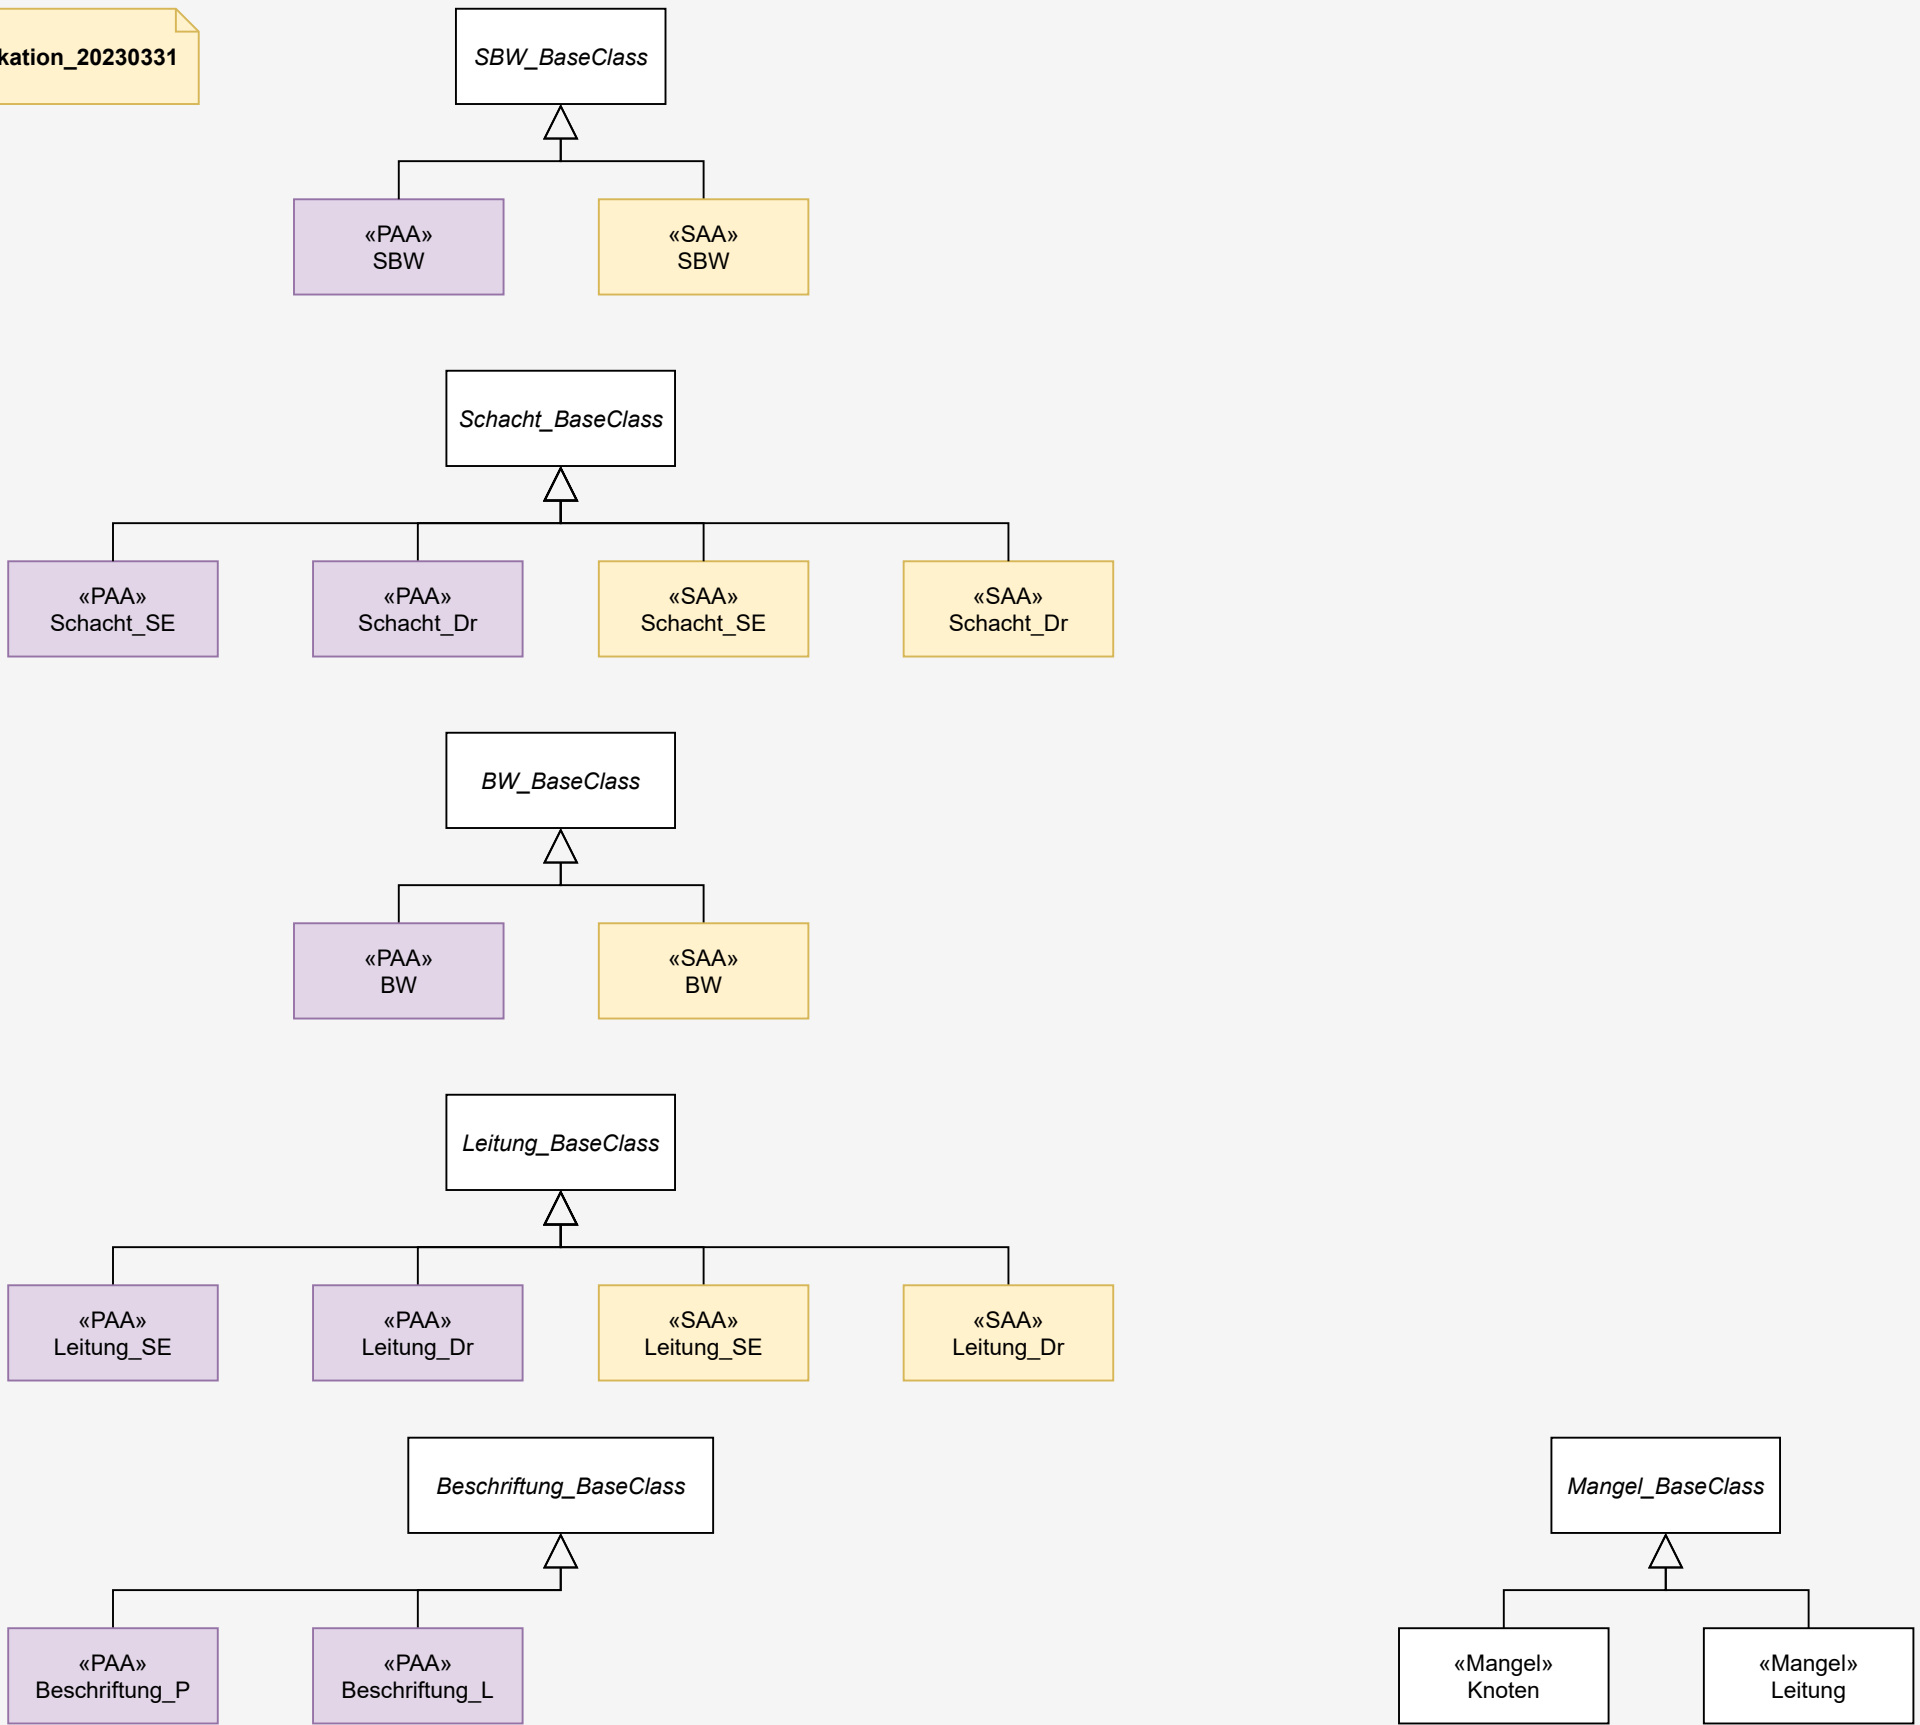 kation_20230331
SBW_BaseClass
«PAA»
SBW
«SAA»
SBW
Schacht_BaseClass
«PAA»
Schacht_SE
«PAA»
Schacht_Dr
«SAA»
Schacht_SE
«SAA»
Schacht_Dr
BW_BaseClass
«PAA»
BW
«SAA»
BW
Leitung_BaseClass
«PAA»
Leitung_SE
«PAA»
Leitung_Dr
«SAA»
Leitung_SE
«SAA»
Leitung_Dr
Beschriftung_BaseClass
Mangel_BaseClass
«PAA»
Beschriftung_P
«PAA»
Beschriftung_L
«Mangel»
Knoten
«Mangel»
Leitung